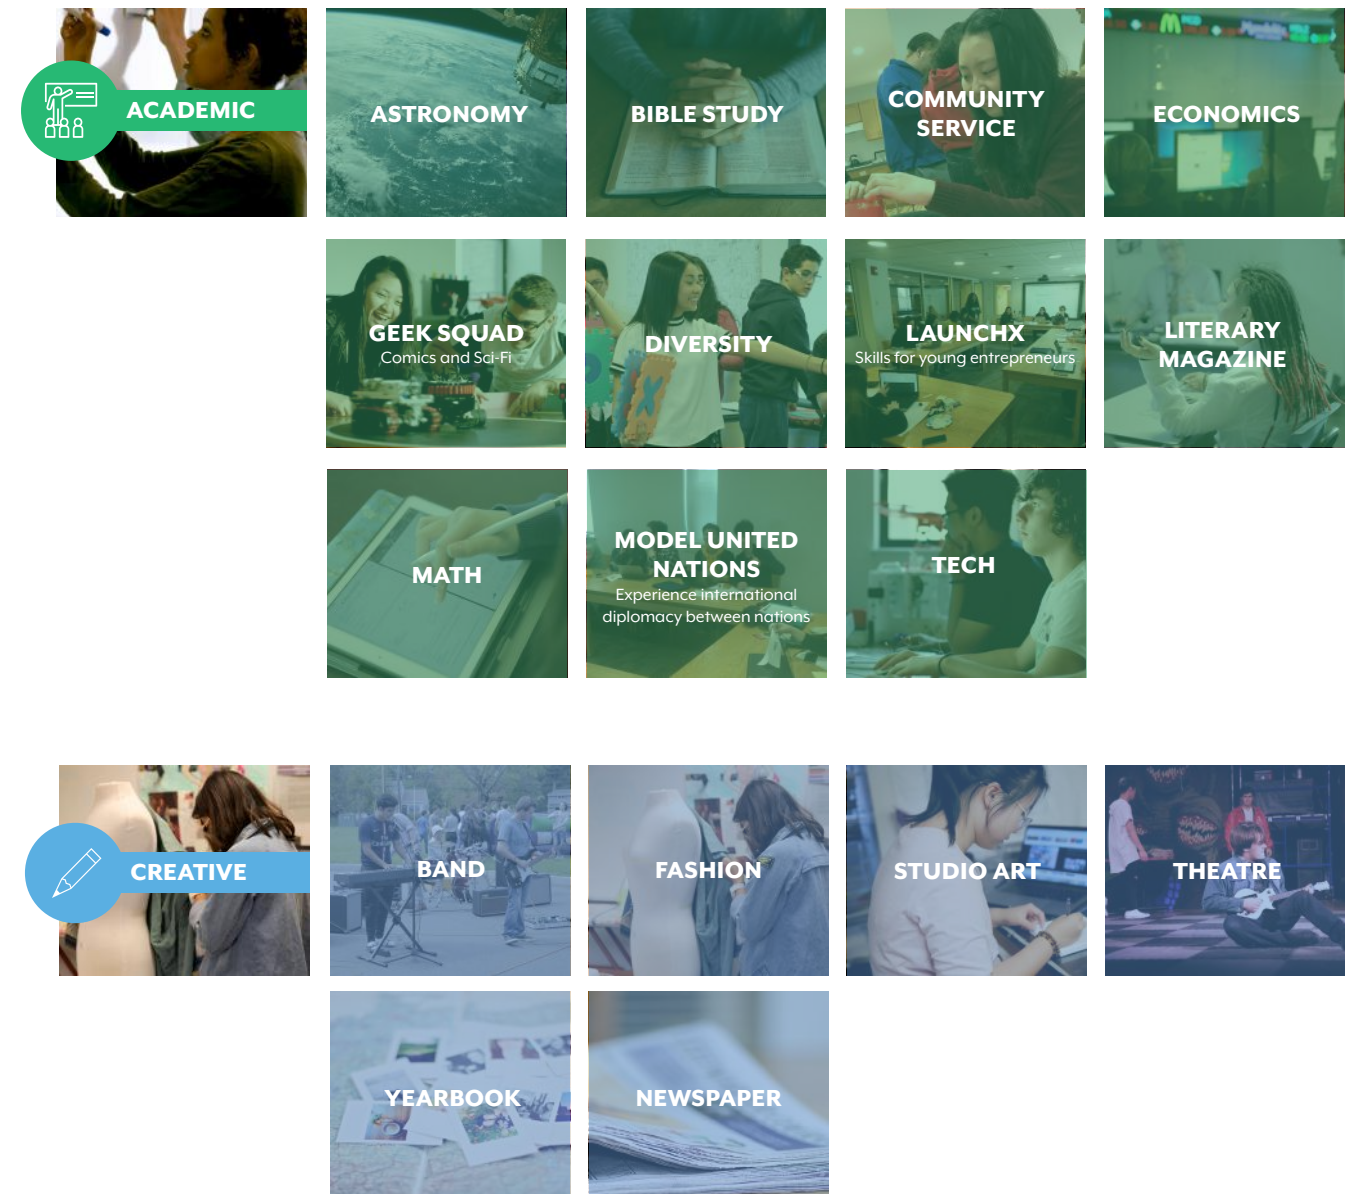 ACADEMIC
ASTRONOMY
BIBLE STUDY
COMMUNITY
SERVICE
ECONOMICS
GEEK SQUAD
Comics and Sci-Fi
DIVERSITY
LAUNCHX
Skills for young entrepreneurs
LITERARY
MAGAZINE
MATH
MODEL UNITED
NATIONS
Experience international
diplomacy between nations
TECH
CREATIVE
BAND
FASHION
STUDIO ART
THEATRE
YEARBOOK
NEWSPAPER